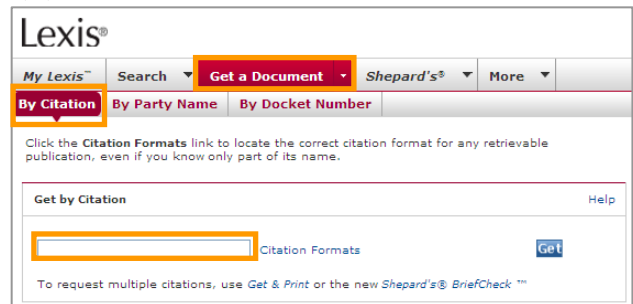 Lexis®
My Lexis™ Search Get a Document Shepard's® More
By Citation By Party Name By Docket Number
Click the Citation Formats link to locate the correct citation format for any retrievable
publication, even if you know only part of its name.
Get by Citation Help
Citation Formats Get
To request multiple citations, use Get & Print or the new Shepard's® BriefCheck ™